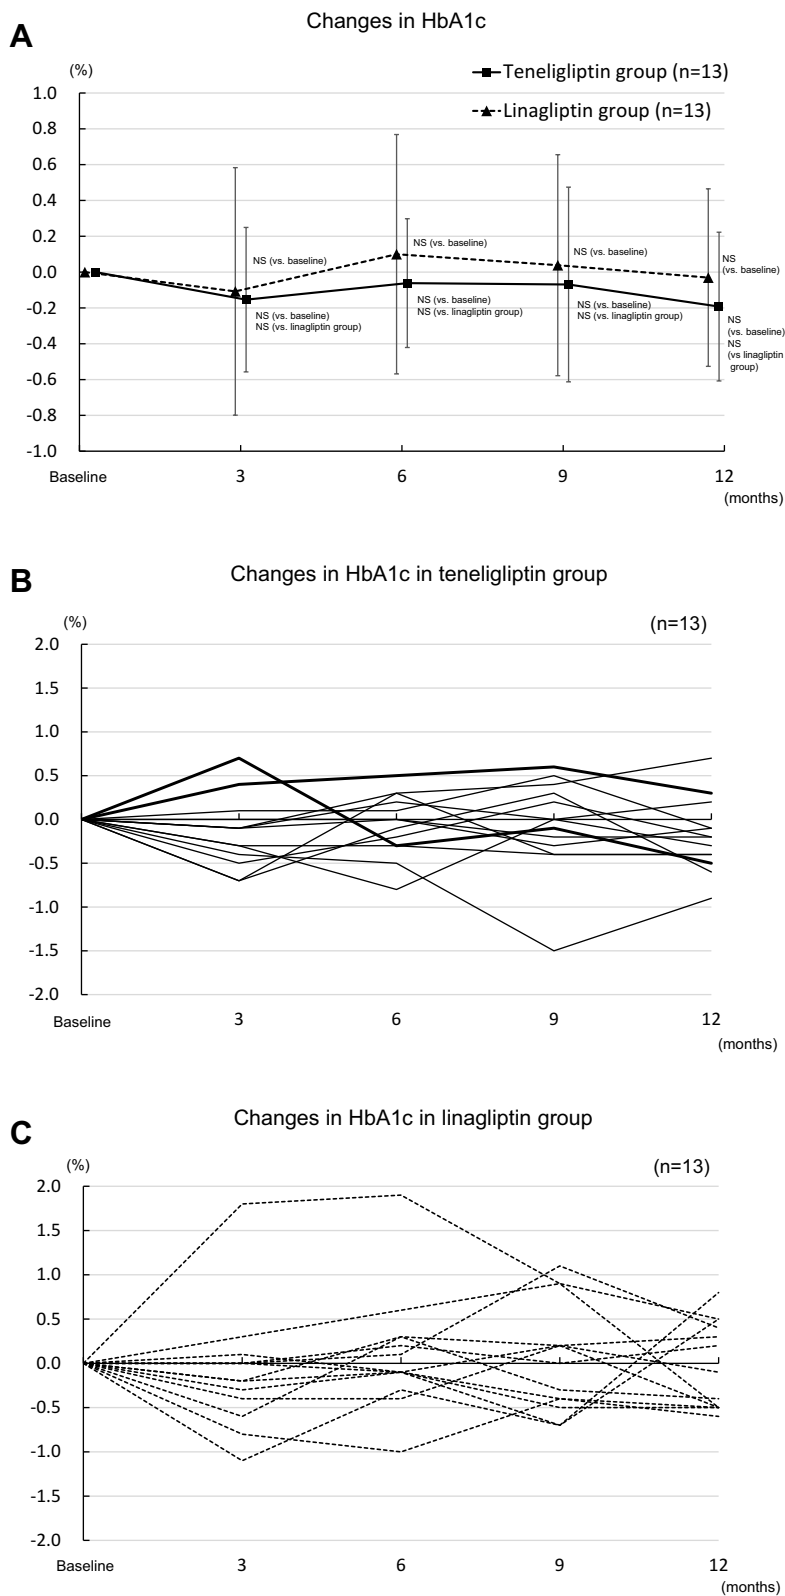 Changes in HbA1c
A
(%)
Teneligliptin group (n=13)
Linagliptin group (n=13)
1.0
0.8
0.6
0.4
0.2
0.0
-0.2
-0.4
-0.6
-0.8
-1.0
NS (vs. baseline)
NS (vs. baseline)
NS (vs. linagliptin group)
NS (vs. baseline)
NS (vs. baseline)
NS (vs. linagliptin group)
NS (vs. baseline)
NS (vs. baseline)
NS (vs. linagliptin group)
NS
(vs. baseline)
NS
(vs. baseline)
NS
(vs linagliptin
group)
Baseline
3
6
9
12
(months)
B
Changes in HbA1c in teneligliptin group
(%)
(n=13)
2.0
1.5
1.0
0.5
0.0
-0.5
-1.0
-1.5
-2.0
Baseline
3
6
9
12
(months)
C
Changes in HbA1c in linagliptin group
(%)
(n=13)
2.0
1.5
1.0
0.5
0.0
-0.5
-1.0
-1.5
-2.0
Baseline
3
6
9
12
(months)